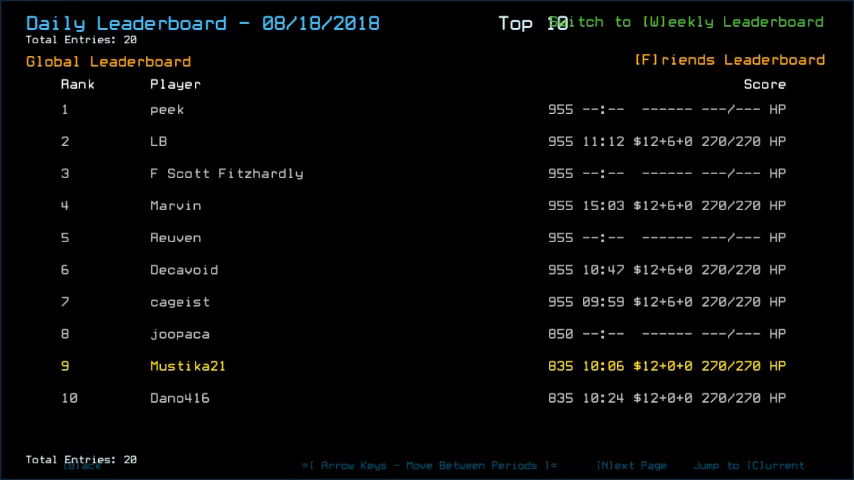 Daily Leaderboard - 08/18/2018 Top 10 Switch to [W]eekly Leaderboard
Total Entries: 20
Global Leaderboard [F]riends Leaderboard
Rank Player Score
1 peek 955 --:-- ------ ---/--- HP
2 LB 955 11:12 $12+6+0 270/270 HP
3 F Scott Fitzhardly 955 --:-- ------ ---/--- HP
4 Marvin 955 15:03 $12+6+0 270/270 HP
5 Reuven 955 --:-- ------ ---/--- HP
6 Decavoid 955 10:47 $12+6+0 270/270 HP
7 cageist 955 09:59 $12+6+0 270/270 HP
8 joopaca 850 --:-- ------ ---/--- HP
9 Mustika21 835 10:06 $12+0+0 270/270 HP
10 Dano416 835 10:24 $12+0+0 270/270 HP
Total Entries: 20
[B]ack =[ Arrow Keys - Move Between Periods ]= [N]ext Page Jump to [C]urrent